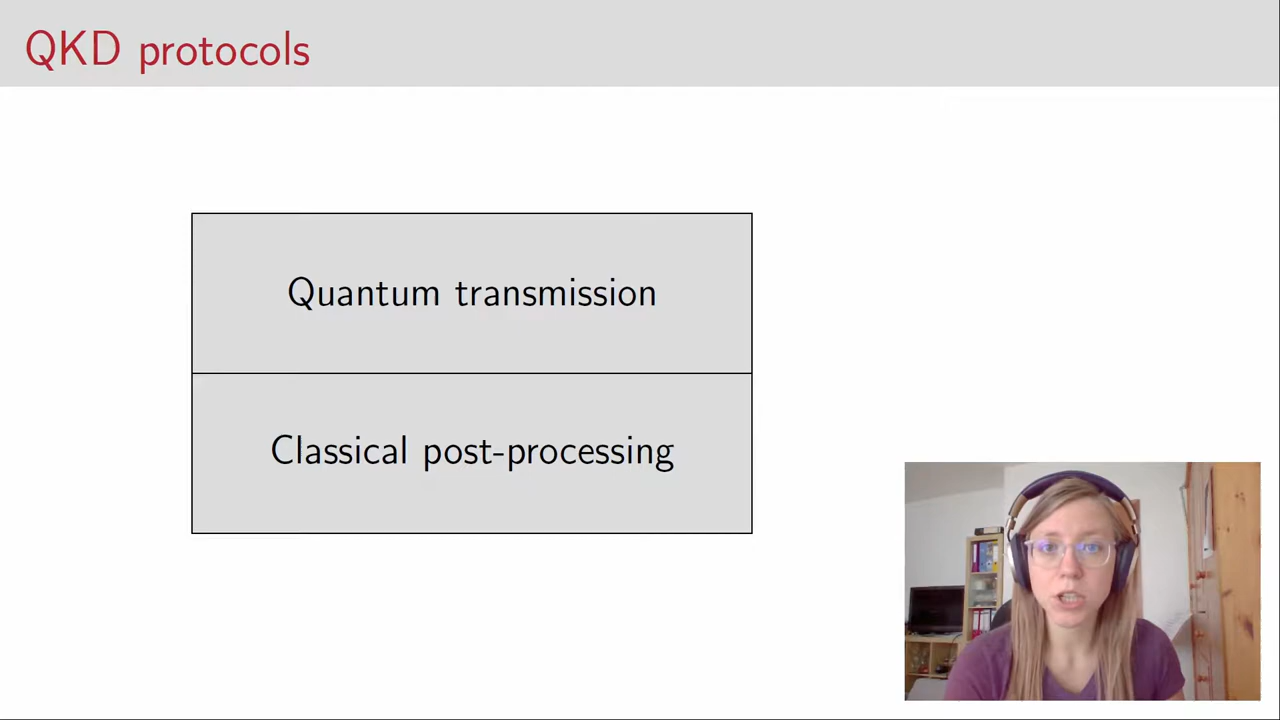 QKD protocols
Quantum transmission
Classical post-processing